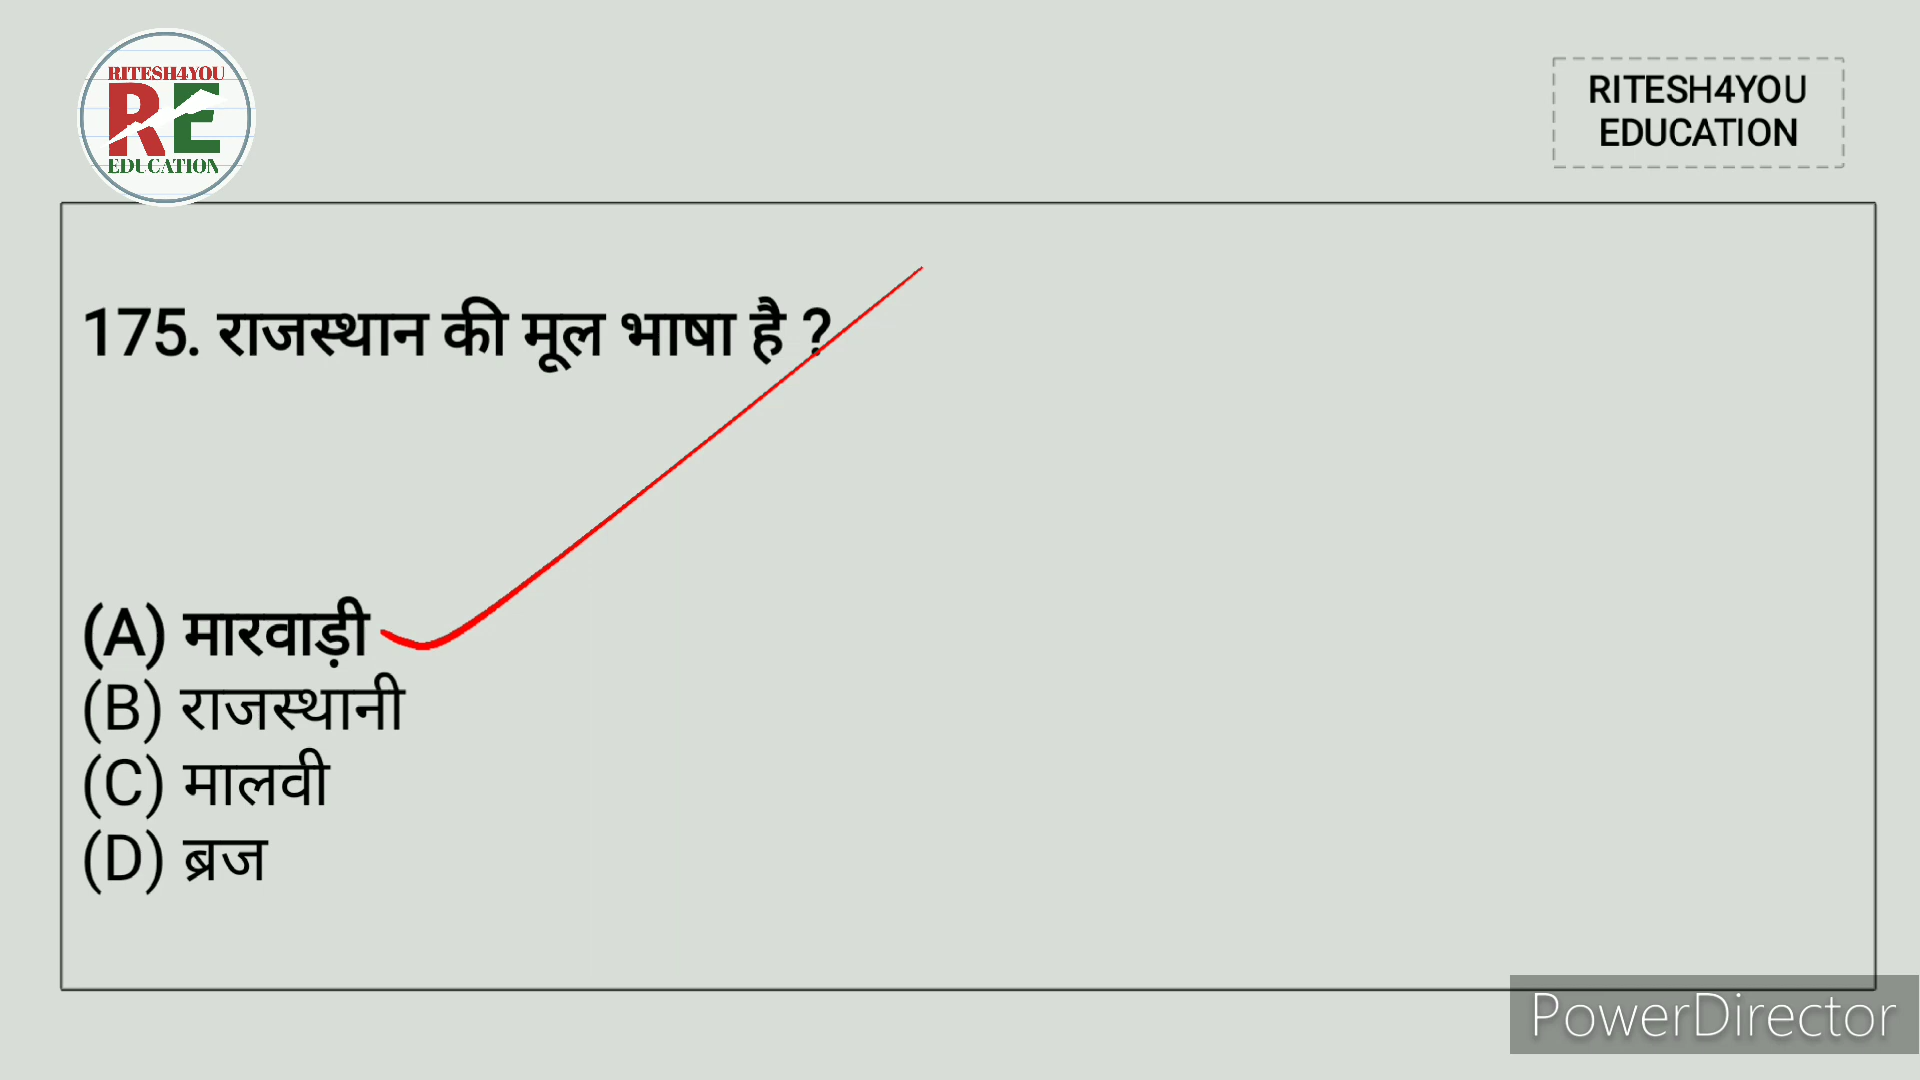 RITESH4YOU
RE
EDUCATION
RITESH4YOU
EDUCATION
175. राजस्थान की मूल भाषा है ?
(A) मारवाड़ी
(B) राजस्थानी
(C) मालवी
(D) ब्रज
PowerDirector